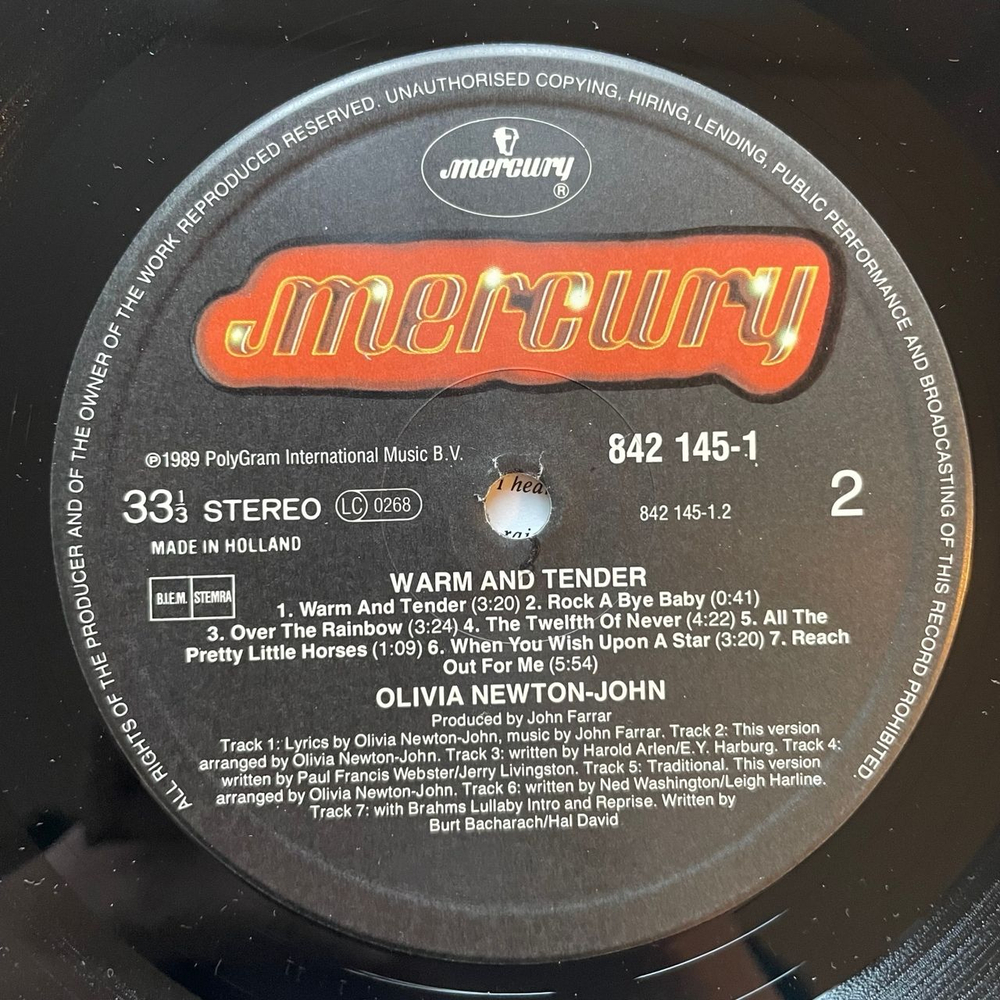 ALL RIGHTS OF THE PRODUCER AND OF THE OWNER OF THE WORK REPRODUCED RESERVED. UNAUTHORISED COPYING, HIRING, LENDING, PUBLIC PERFORMANCE AND BROADCASTING OF THIS RECORD PROHIBITED.
mercury
®
mercury
℗1989 PolyGram International Music B.V.
842 145-1
33⅓ STEREO
LC 0268
842 145-1.2
2
MADE IN HOLLAND
I hea
B.I.E.M. STEMRA
WARM AND TENDER
1. Warm And Tender (3:20) 2. Rock A Bye Baby (0:41)
3. Over The Rainbow (3:24) 4. The Twelfth Of Never (4:22) 5. All The
Pretty Little Horses (1:09) 6. When You Wish Upon A Star (3:20) 7. Reach
Out For Me (5:54)
OLIVIA NEWTON-JOHN
Produced by John Farrar
Track 1: Lyrics by Olivia Newton-John, music by John Farrar. Track 2: This version
arranged by Olivia Newton-John. Track 3: written by Harold Arlen/E.Y. Harburg. Track 4:
written by Paul Francis Webster/Jerry Livingston. Track 5: Traditional. This version
arranged by Olivia Newton-John. Track 6: written by Ned Washington/Leigh Harline.
Track 7: with Brahms Lullaby Intro and Reprise. Written by
Burt Bacharach/Hal David